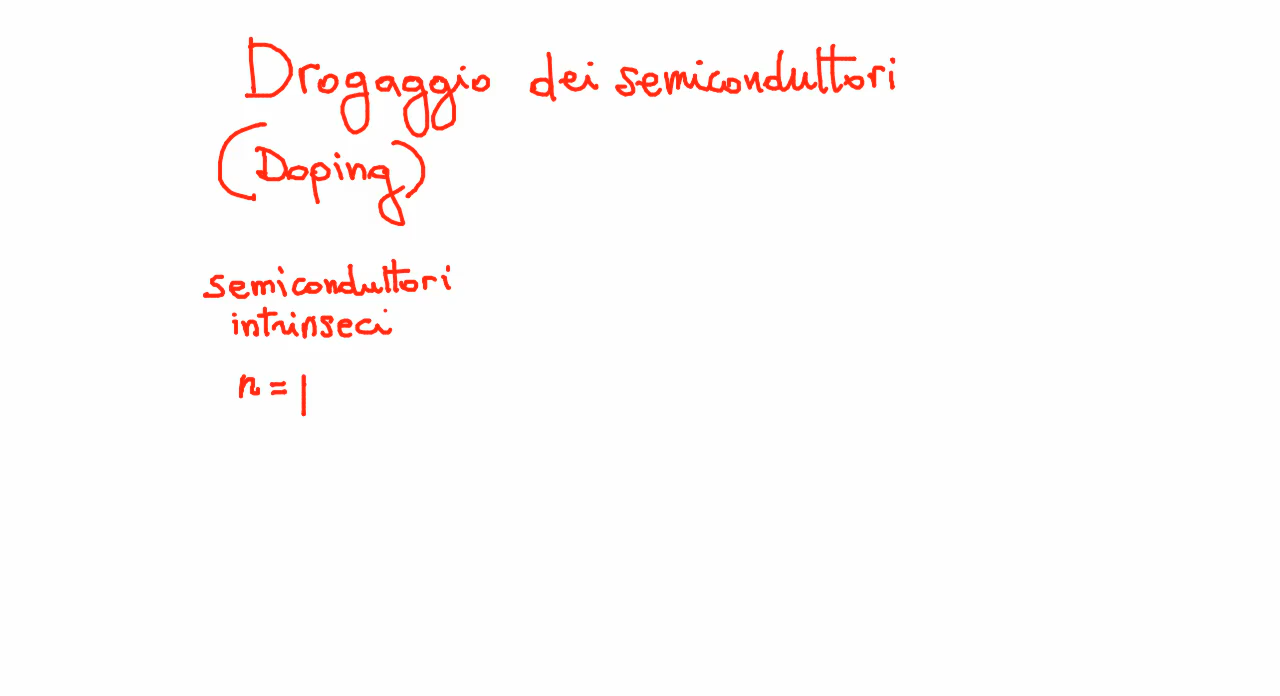 Drogaggio dei semiconduttori
(Doping)
semiconduttori
intrinseci
n = |